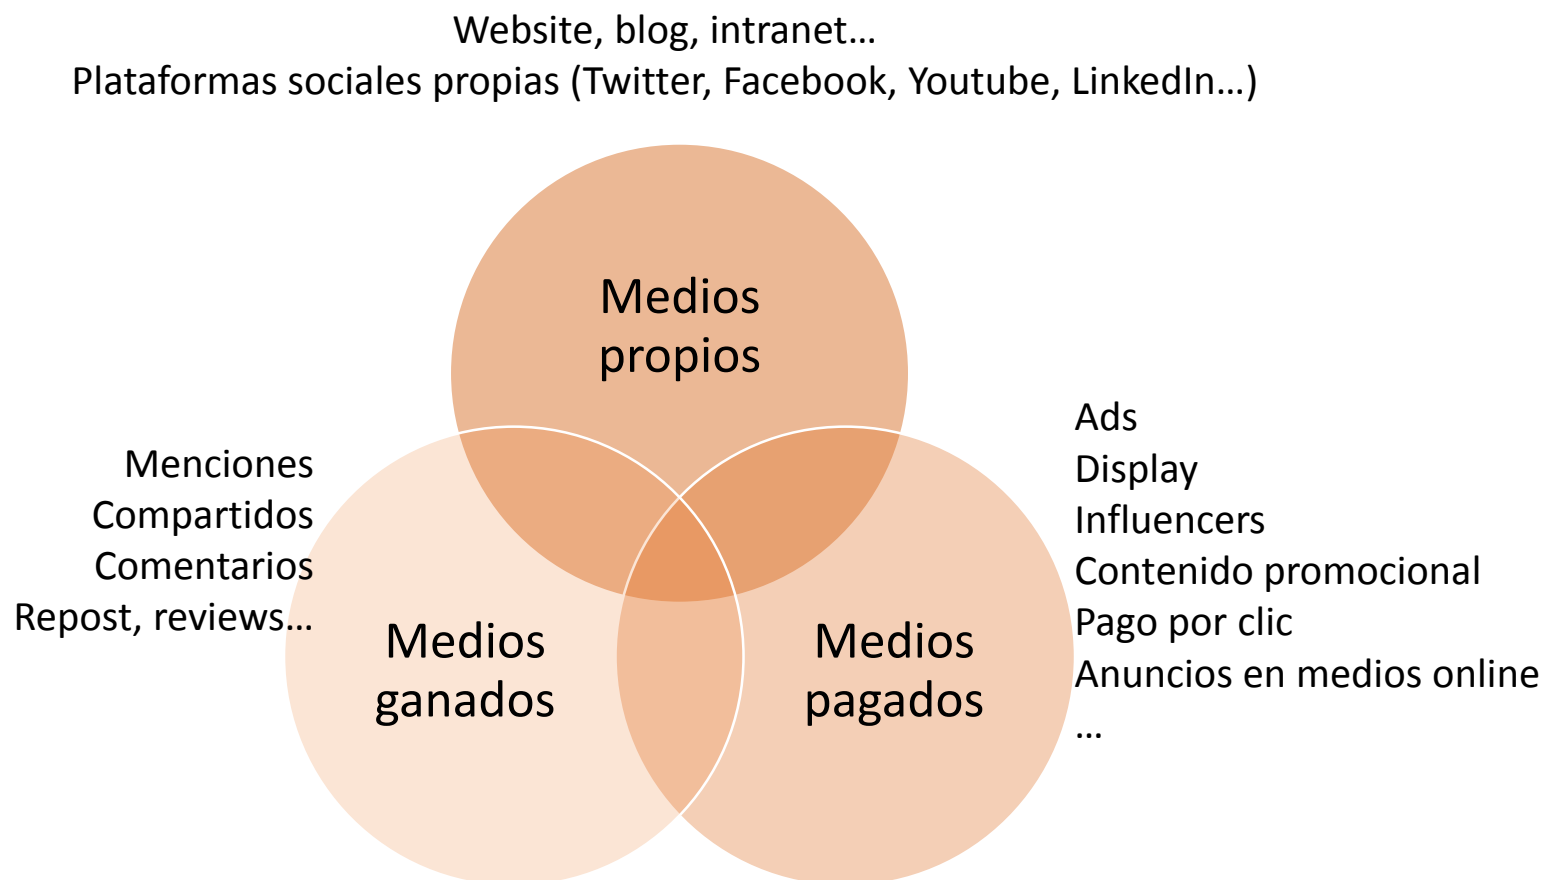 Website, blog, intranet…
Plataformas sociales propias (Twitter, Facebook, Youtube, LinkedIn…)
Medios
propios
Menciones
Compartidos
Comentarios
Repost, reviews…
Medios
ganados
Medios
pagados
Ads
Display
Influencers
Contenido promocional
Pago por clic
Anuncios en medios online
…